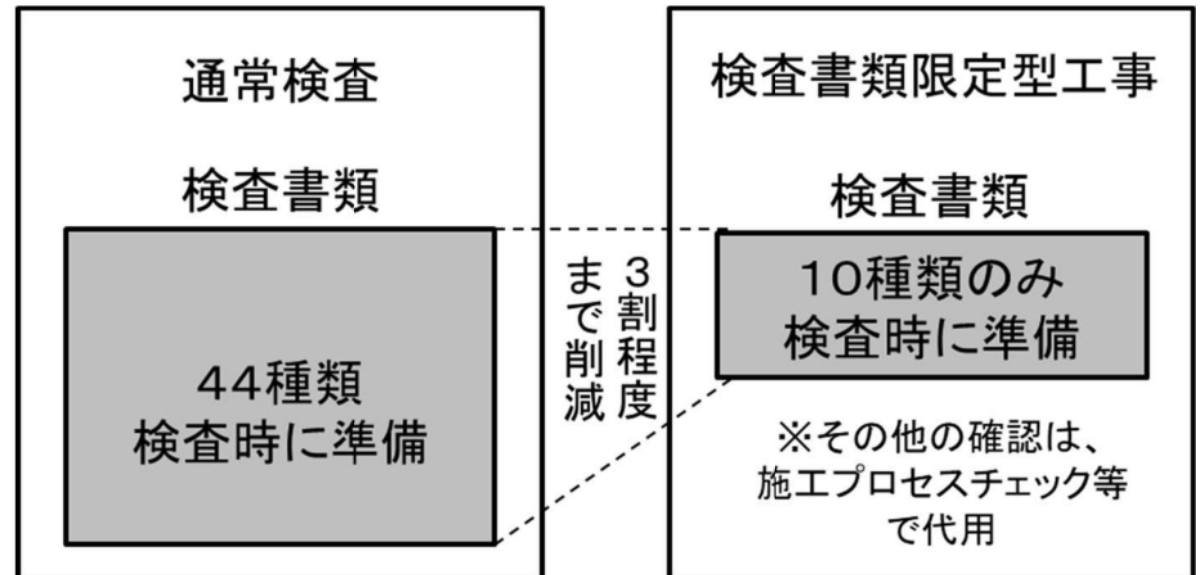 通常検査
検査書類
44種類
検査時に準備
3割程度
まで削減
検査書類限定型工事
検査書類
10種類のみ
検査時に準備
※その他の確認は、
施工プロセスチェック等
で代用